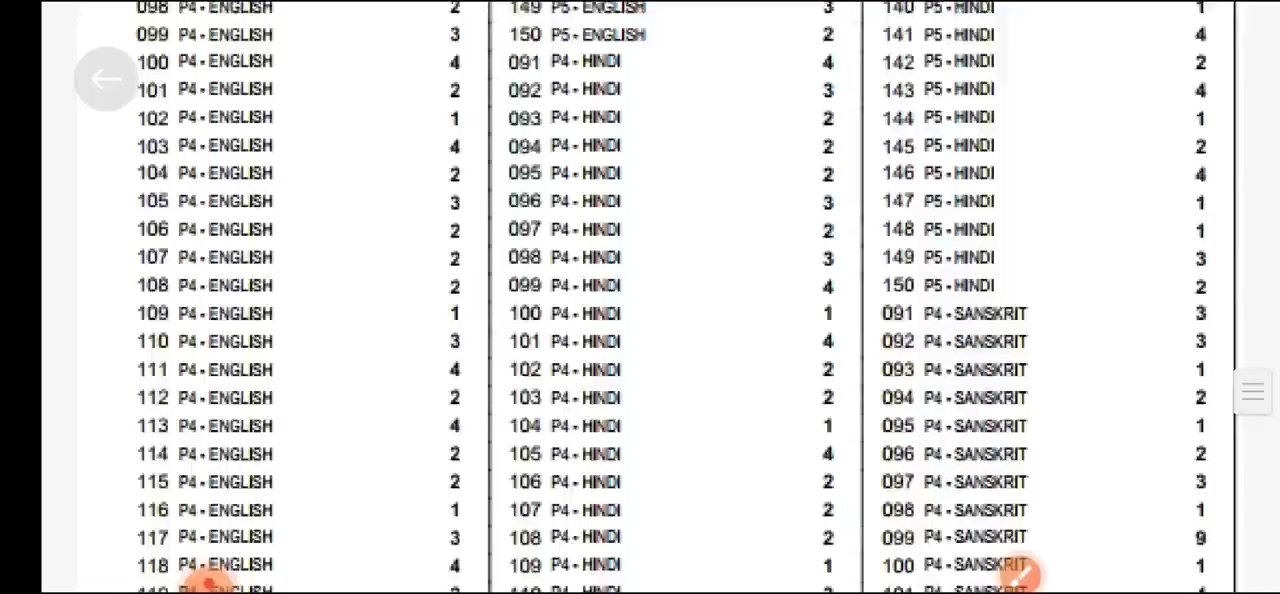 098 P4 - ENGLISH 2
099 P4 - ENGLISH 3
100 P4 - ENGLISH 4
101 P4 - ENGLISH 2
102 P4 - ENGLISH 1
103 P4 - ENGLISH 4
104 P4 - ENGLISH 2
105 P4 - ENGLISH 3
106 P4 - ENGLISH 2
107 P4 - ENGLISH 2
108 P4 - ENGLISH 2
109 P4 - ENGLISH 1
110 P4 - ENGLISH 3
111 P4 - ENGLISH 4
112 P4 - ENGLISH 2
113 P4 - ENGLISH 4
114 P4 - ENGLISH 2
115 P4 - ENGLISH 2
116 P4 - ENGLISH 1
117 P4 - ENGLISH 3
118 P4 - ENGLISH 4
149 P5 - ENGLISH 3
150 P5 - ENGLISH 2
091 P4 - HINDI 4
092 P4 - HINDI 3
093 P4 - HINDI 2
094 P4 - HINDI 2
095 P4 - HINDI 2
096 P4 - HINDI 3
097 P4 - HINDI 2
098 P4 - HINDI 3
099 P4 - HINDI 4
100 P4 - HINDI 1
101 P4 - HINDI 4
102 P4 - HINDI 2
103 P4 - HINDI 2
104 P4 - HINDI 1
105 P4 - HINDI 4
106 P4 - HINDI 2
107 P4 - HINDI 2
108 P4 - HINDI 2
109 P4 - HINDI 1
140 P5 - HINDI 1
141 P5 - HINDI 4
142 P5 - HINDI 2
143 P5 - HINDI 4
144 P5 - HINDI 1
145 P5 - HINDI 2
146 P5 - HINDI 4
147 P5 - HINDI 1
148 P5 - HINDI 1
149 P5 - HINDI 3
150 P5 - HINDI 2
091 P4 - SANSKRIT 3
092 P4 - SANSKRIT 3
093 P4 - SANSKRIT 1
094 P4 - SANSKRIT 2
095 P4 - SANSKRIT 1
096 P4 - SANSKRIT 2
097 P4 - SANSKRIT 3
098 P4 - SANSKRIT 1
099 P4 - SANSKRIT 9
100 P4 - SANSKRIT 1